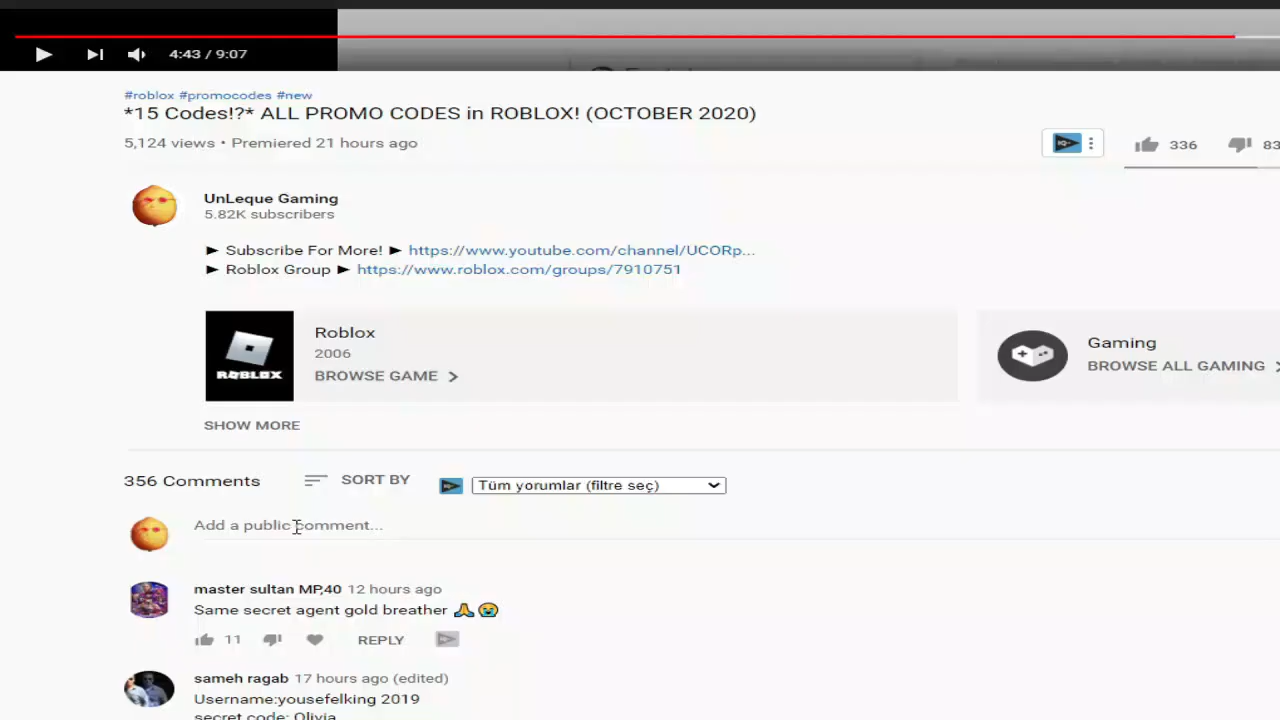 4:43 / 9:07
#roblox #promocodes #new
*15 Codes!?* ALL PROMO CODES in ROBLOX! (OCTOBER 2020)
5,124 views • Premiered 21 hours ago
336
83
UnLeque Gaming
5.82K subscribers
► Subscribe For More! ► https://www.youtube.com/channel/UCORp...
► Roblox Group ► https://www.roblox.com/groups/7910751
ROBLOX
Roblox
2006
BROWSE GAME
Gaming
BROWSE ALL GAMING
SHOW MORE
356 Comments
SORT BY
Tüm yorumlar (filtre seç)
Add a public comment...
master sultan MP,40 12 hours ago
Same secret agent gold breather 🙏😭
11
REPLY
sameh ragab 17 hours ago (edited)
Username:yousefelking 2019
secret code: Olivia